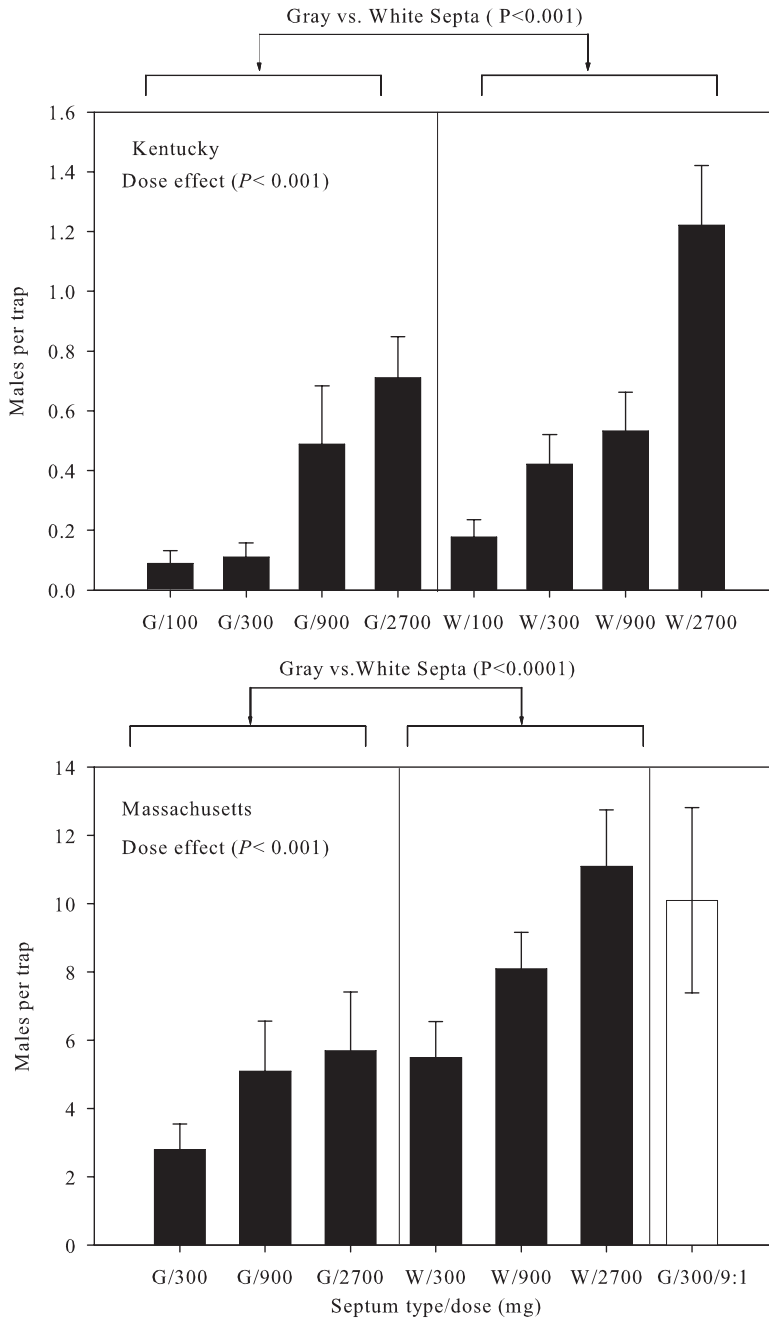 Gray vs. White Septa ( P<0.001)
1.6
Kentucky
1.4
Dose effect (P< 0.001)
1.2
1.0
Males per trap
0.8
0.6
0.4
0.2
0.0
G/100 G/300 G/900 G/2700 W/100 W/300 W/900 W/2700
Gray vs.White Septa (P<0.0001)
14
Massachusetts
12
Dose effect (P< 0.001)
10
8
Males per trap
6
4
2
0
G/300 G/900 G/2700 W/300 W/900 W/2700 G/300/9:1
Septum type/dose (mg)